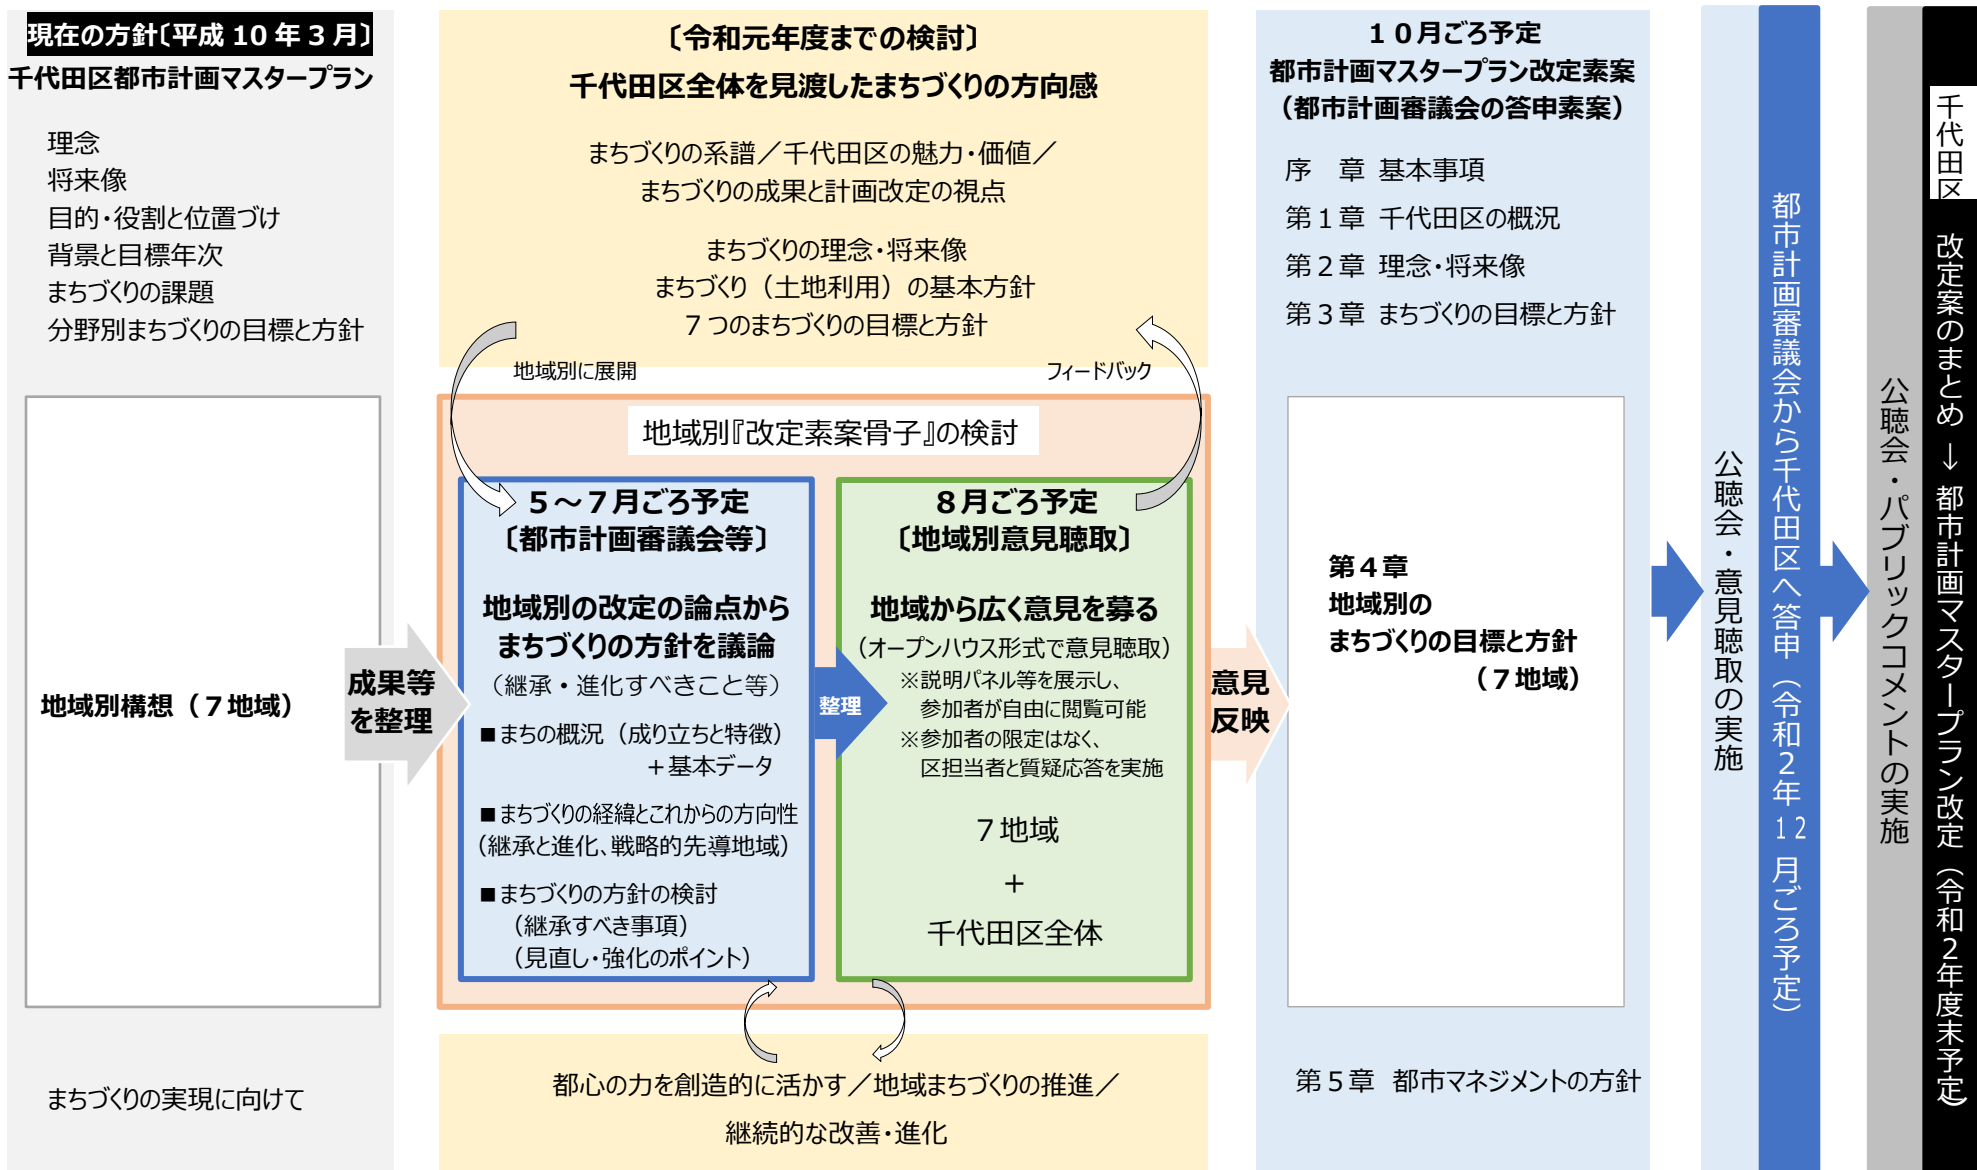 現在の方針〔平成10年3月〕
千代田区都市計画マスタープラン
理念
将来像
目的・役割と位置づけ
背景と目標年次
まちづくりの課題
分野別まちづくりの目標と方針
地域別構想（７地域）
まちづくりの実現に向けて
成果等
を整理
〔令和元年度までの検討〕
千代田区全体を見渡したまちづくりの方向感
まちづくりの系譜／千代田区の魅力・価値／
まちづくりの成果と計画改定の視点
まちづくりの理念・将来像
まちづくり（土地利用）の基本方針
７つのまちづくりの目標と方針
地域別に展開
フィードバック
地域別『改定素案骨子』の検討
５～７月ごろ予定
〔都市計画審議会等〕
地域別の改定の論点から
まちづくりの方針を議論
（継承・進化すべきこと等）
■まちの概況（成り立ちと特徴）
＋基本データ
■まちづくりの経緯とこれからの方向性
（継承と進化、戦略的先導地域）
■まちづくりの方針の検討
（継承すべき事項）
（見直し・強化のポイント）
整理
８月ごろ予定
〔地域別意見聴取〕
地域から広く意見を募る
（オープンハウス形式で意見聴取）
※説明パネル等を展示し、
参加者が自由に閲覧可能
※参加者の限定はなく、
区担当者と質疑応答を実施
７地域
＋
千代田区全体
都心の力を創造的に活かす／地域まちづくりの推進／
継続的な改善・進化
意見
反映
１０月ごろ予定
都市計画マスタープラン改定素案
（都市計画審議会の答申素案）
序　章 基本事項
第１章 千代田区の概況
第２章 理念・将来像
第３章 まちづくりの目標と方針
第４章
地域別の
まちづくりの目標と方針
（７地域）
第５章 都市マネジメントの方針
公聴会・意見聴取の実施
都市計画審議会から千代田区へ答申（令和２年12月ごろ予定）
公聴会・パブリックコメントの実施
千代田区
改定案のまとめ→都市計画マスタープラン改定（令和２年度末予定）